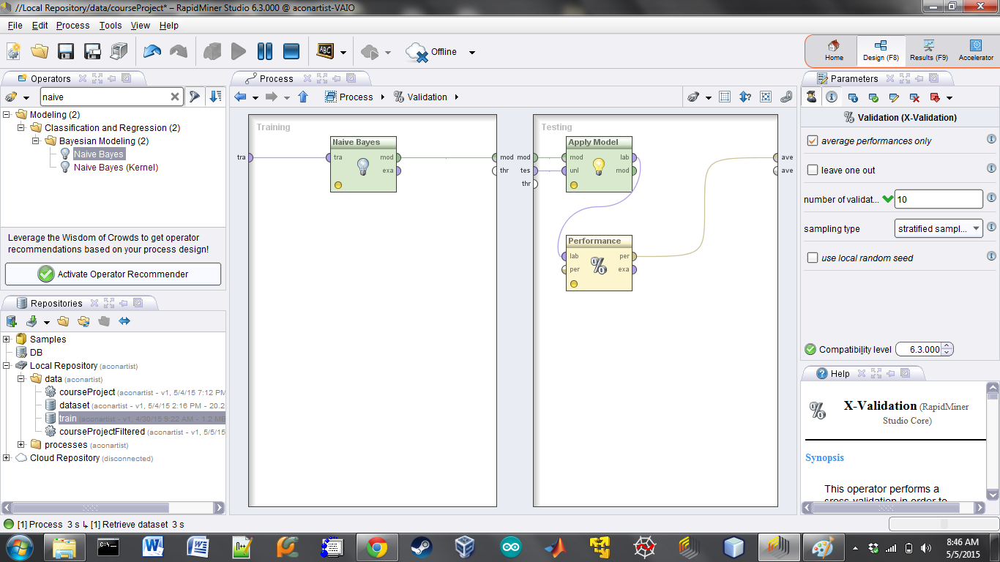 //Local Repository/data/courseProject* – RapidMiner Studio 6.3.000 @ aconartist-VAIO
File Edit Process Tools View Help
ABC
Offline
Home
Design (F8)
Results (F9)
Accelerator
Operators
naive
Modeling (2)
Classification and Regression (2)
Bayesian Modeling (2)
Naive Bayes
Naive Bayes (Kernel)
Leverage the Wisdom of Crowds to get operator
recommendations based on your process design!
Activate Operator Recommender
Repositories
Samples
DB
Local Repository (aconartist)
data (aconartist)
courseProject (aconartist - v1, 5/4/15 7:12 PM
dataset (aconartist - v1, 5/4/15 2:16 PM - 20.2
train (aconartist - v1, 4/30/15 9:22 AM - 1.2 MB
courseProjectFiltered (aconartist - v1, 5/5/15
processes (aconartist)
Cloud Repository (disconnected)
Process
Process Validation
Training
tra
Naive Bayes
tra mod
exa
mod
thr
Testing
mod
tes
thr
Apply Model
mod lab
unl mod
Performance
lab per
per exa
ave
ave
Parameters
Validation (X-Validation)
average performances only
leave one out
number of validat... 10
sampling type stratified sampl...
use local random seed
Compatibility level 6.3.000
Help
X-Validation (RapidMiner
Studio Core)
Synopsis
This operator performs a
cross-validation in order to
[1] Process 3 s ↳ [1] Retrieve dataset 3 s
8:46 AM
5/5/2015